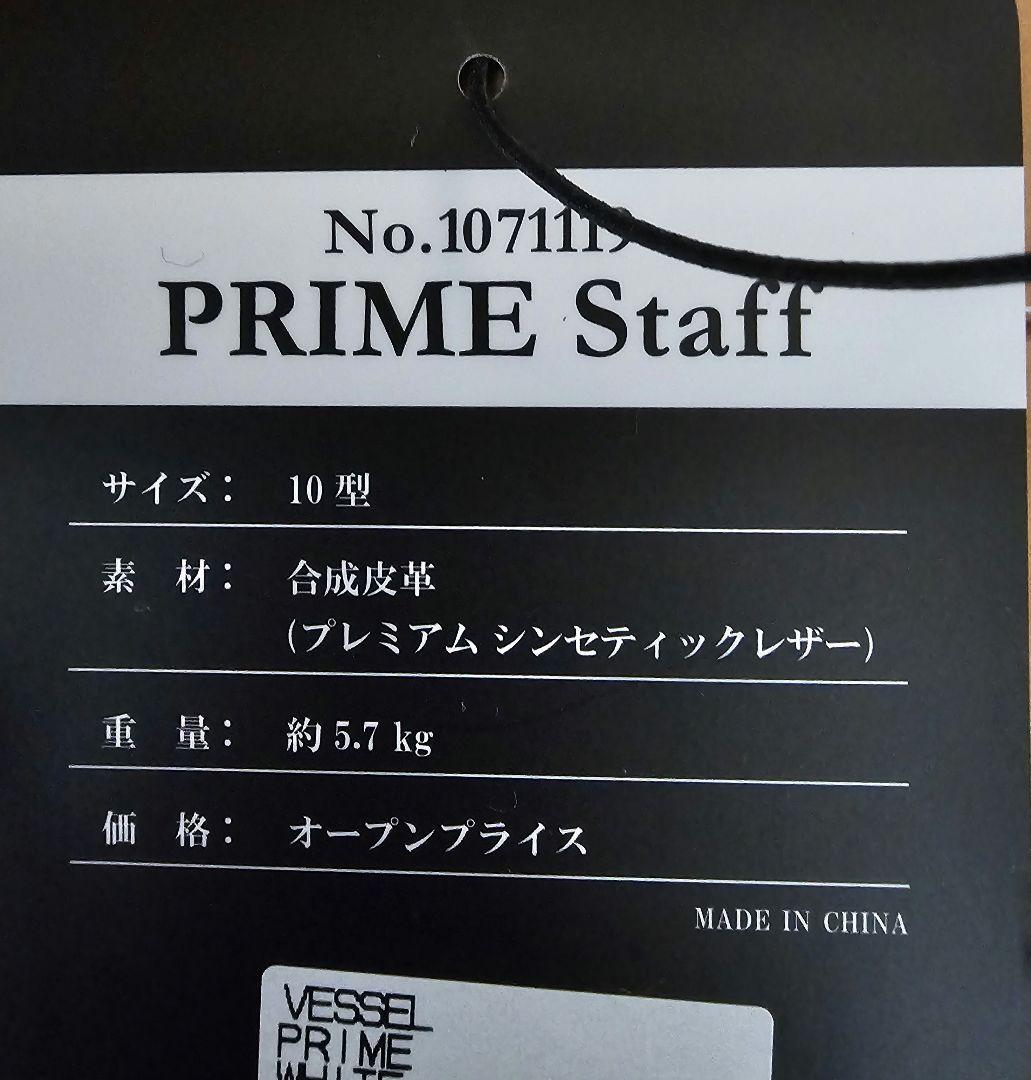 No.1071119
PRIME Staff
サイズ： 10 型
素　材： 合成皮革
(プレミアム シンセティックレザー)
重　量： 約 5.7 kg
価　格： オープンプライス
MADE IN CHINA
VESSEL
PRIME
WHITE